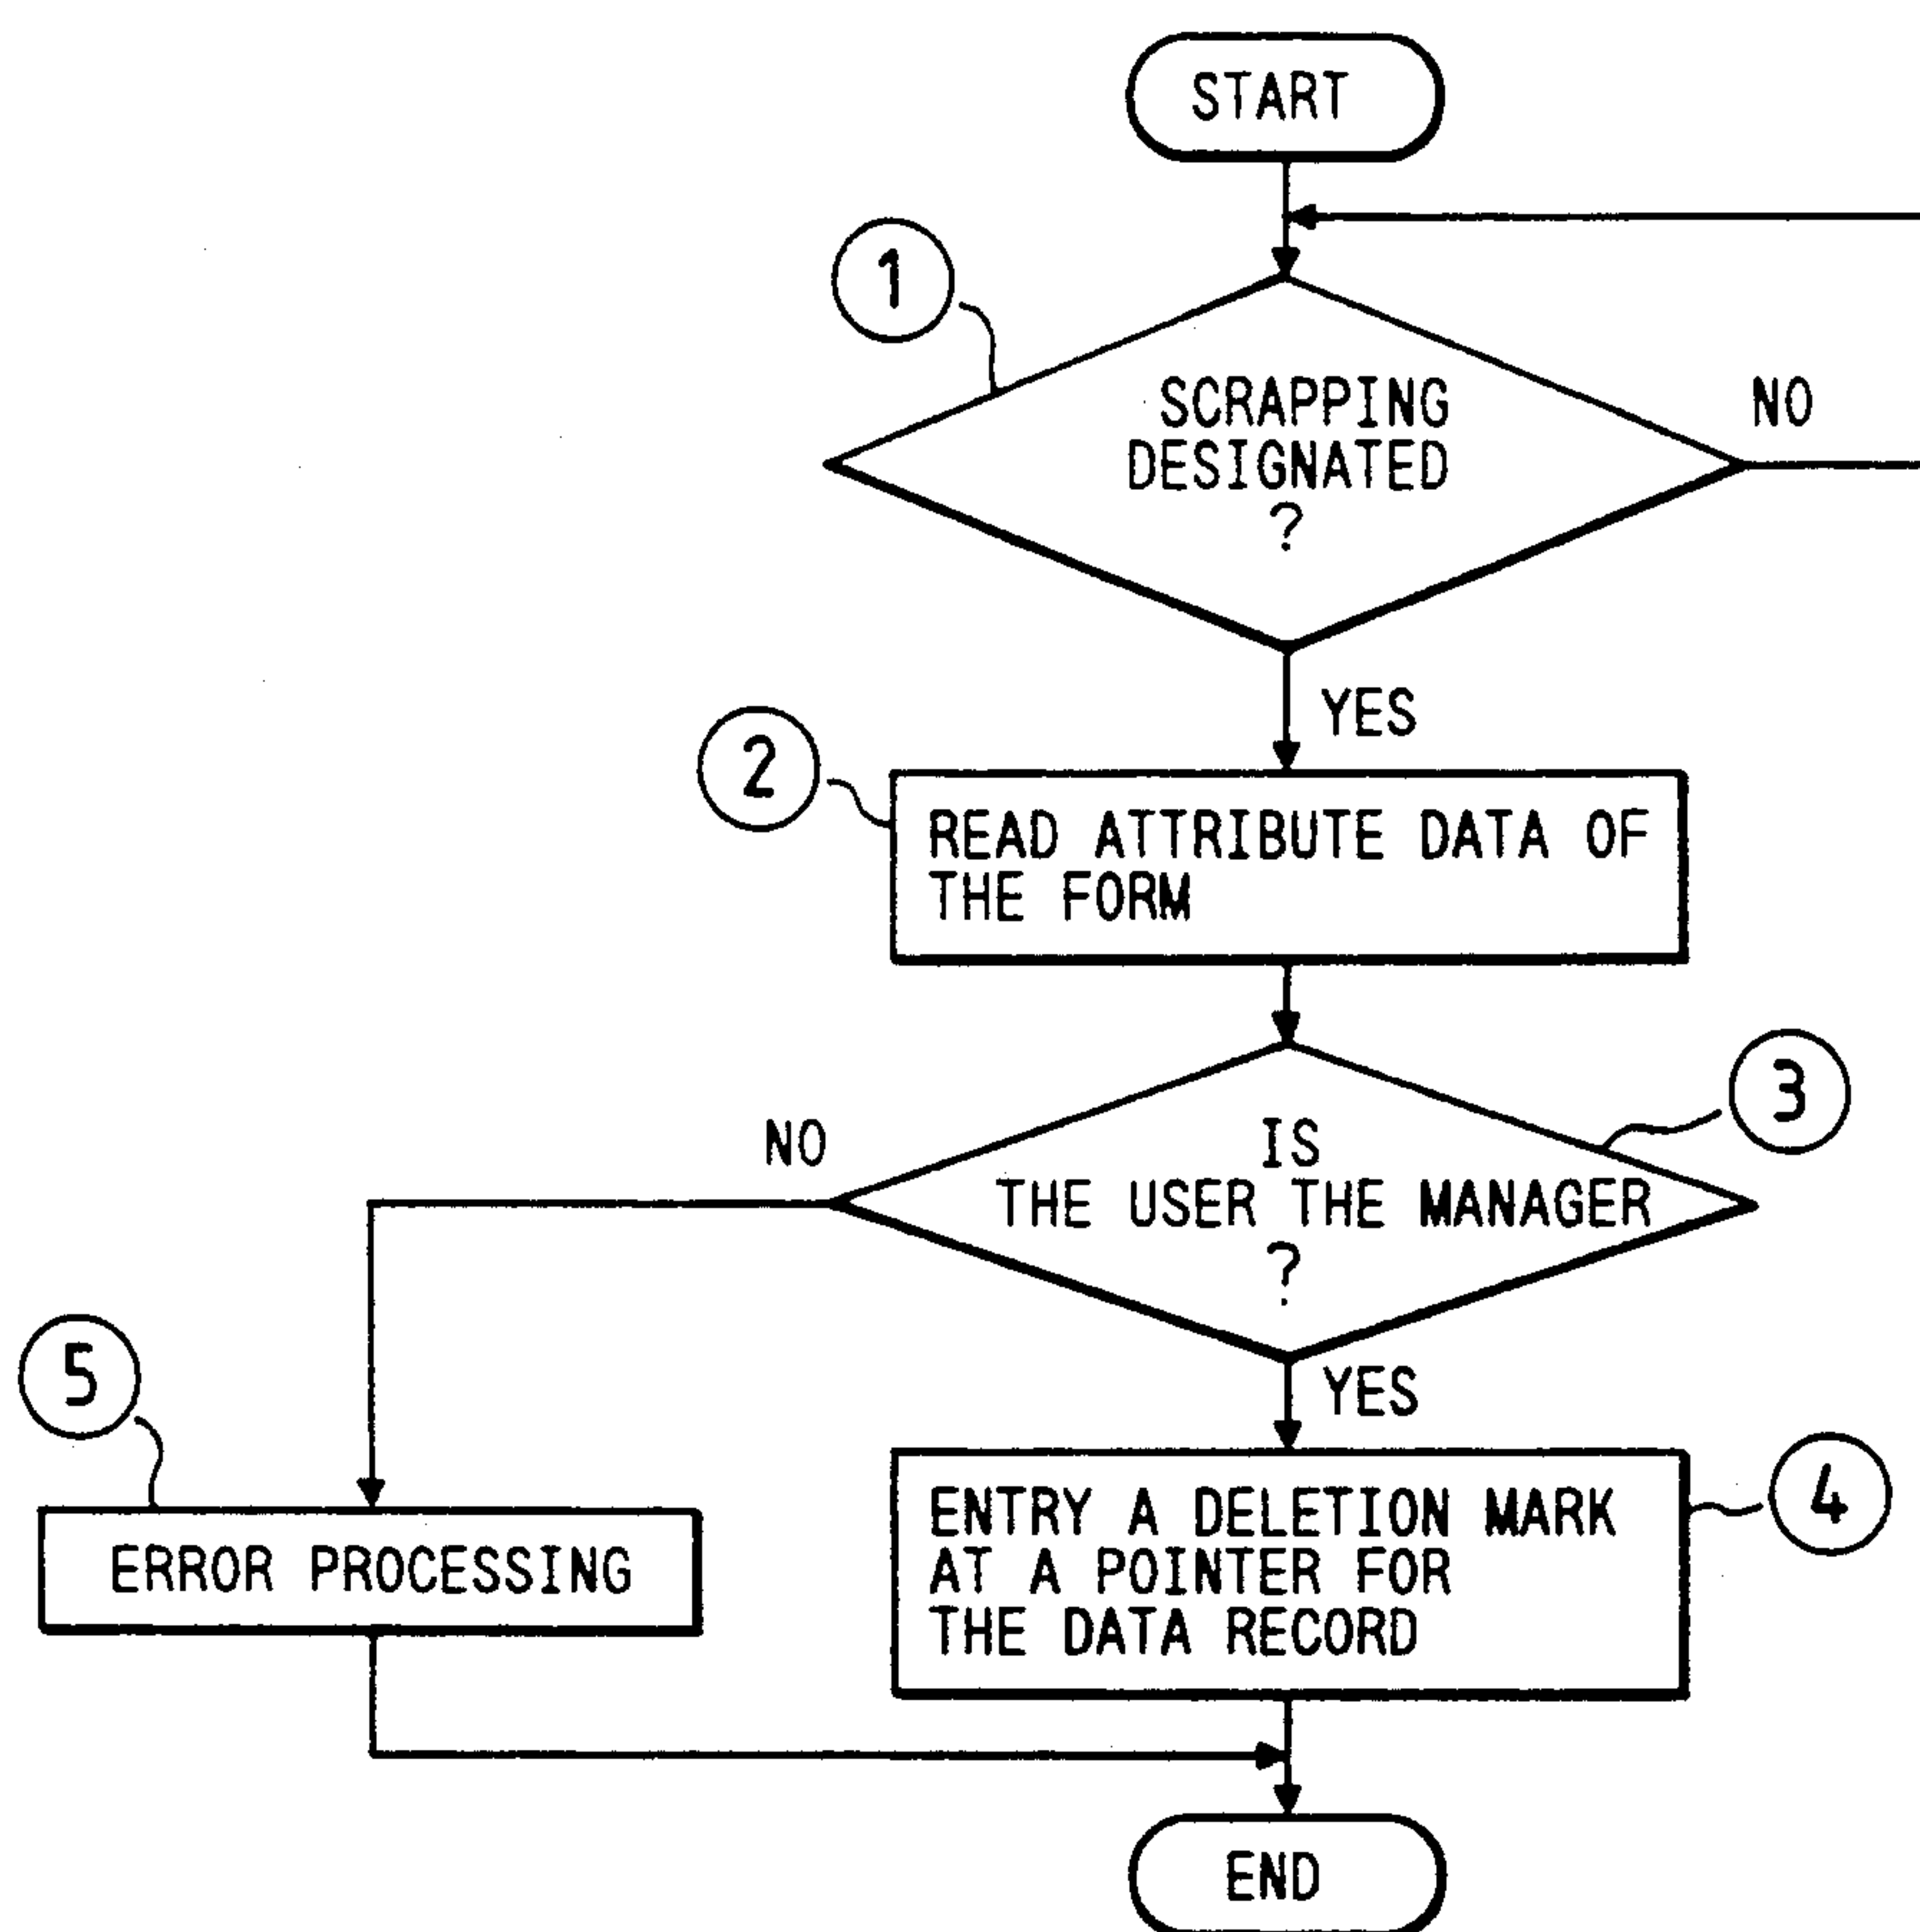 START
1
SCRAPPING
DESIGNATED
?
NO
YES
2
READ ATTRIBUTE DATA OF
THE FORM
3
IS
THE USER THE MANAGER
?
NO
YES
5
ERROR PROCESSING
4
ENTRY A DELETION MARK
AT A POINTER FOR
THE DATA RECORD
END